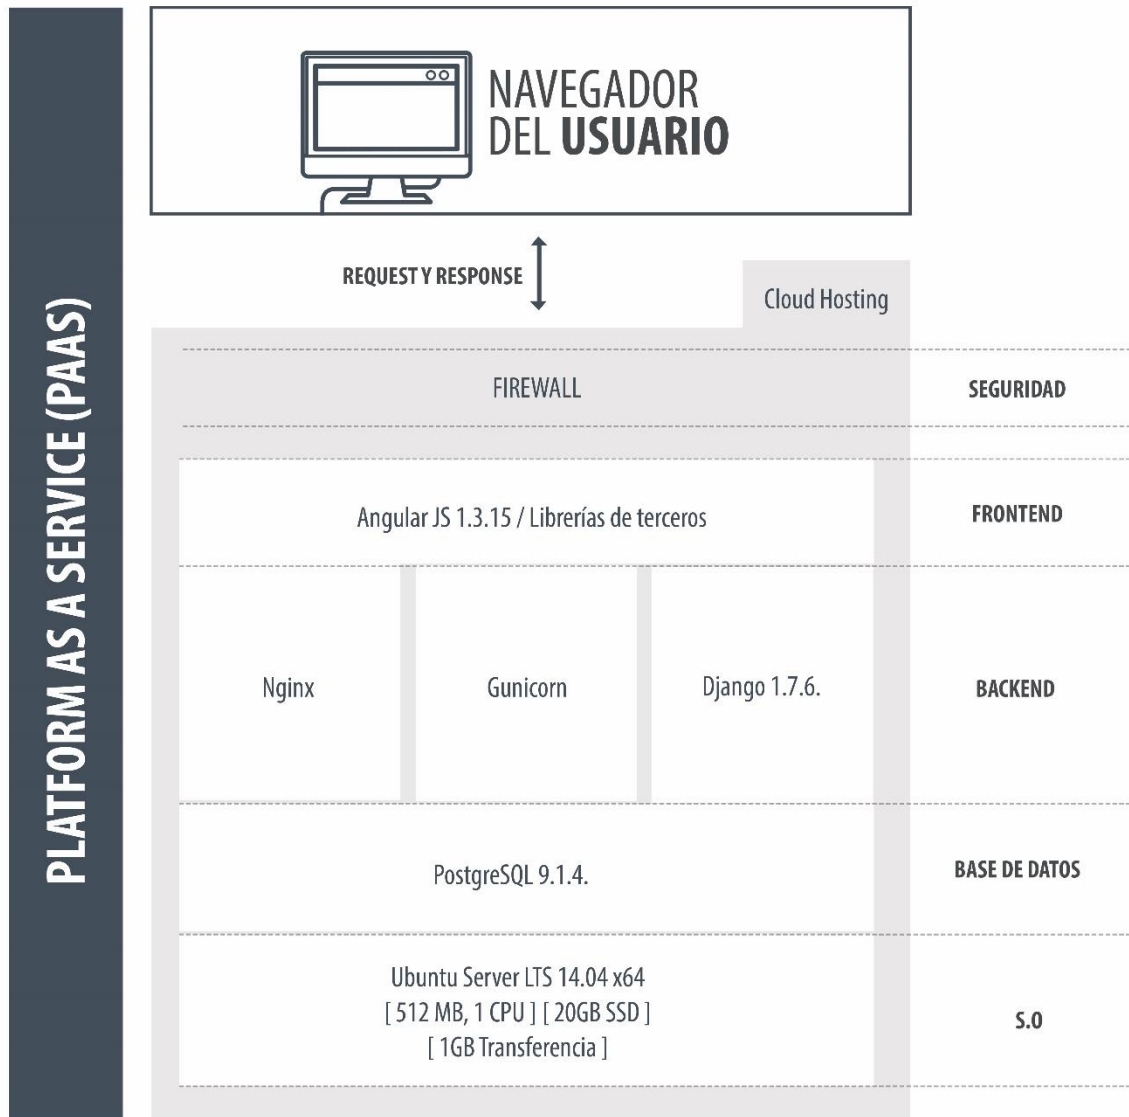 PLATFORM AS A SERVICE (PAAS)
NAVEGADOR
DEL USUARIO
REQUEST Y RESPONSE
Cloud Hosting
FIREWALL
SEGURIDAD
Angular JS 1.3.15 / Librerías de terceros
FRONTEND
Nginx
Gunicorn
Django 1.7.6.
BACKEND
PostgreSQL 9.1.4.
BASE DE DATOS
Ubuntu Server LTS 14.04 x64
[ 512 MB, 1 CPU ] [ 20GB SSD ]
[ 1GB Transferencia ]
S.O